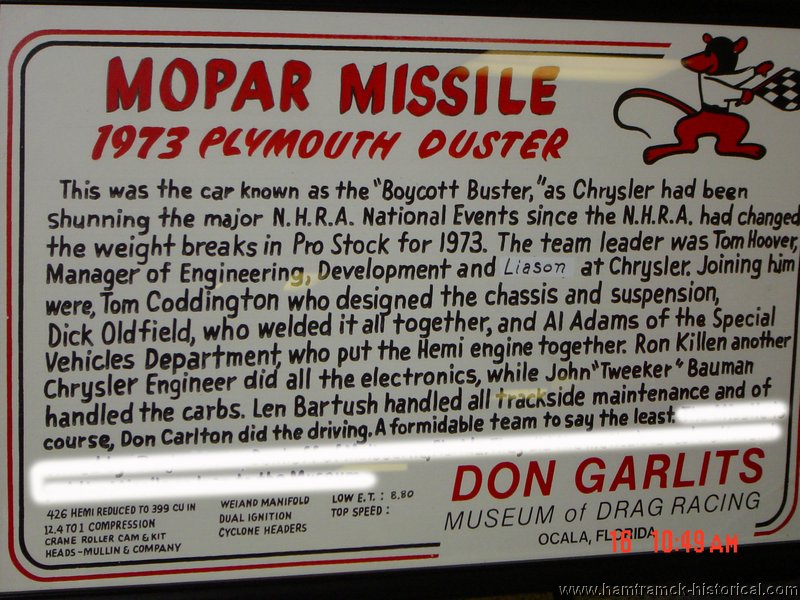 MOPAR MISSILE
1973 PLYMOUTH DUSTER
This was the car known as the "Boycott Buster," as Chrysler had been
shunning the major N.H.R.A. National Events since the N.H.R.A. had changed
the weight breaks in Pro Stock for 1973. The team leader was Tom Hoover,
Manager of Engineering, Development and Liason at Chrysler. Joining him
were, Tom Coddington who designed the chassis and suspension,
Dick Oldfield, who welded it all together, and Al Adams of the Special
Vehicles Department, who put the Hemi engine together. Ron Killen another
Chrysler Engineer did all the electronics, while John "Tweeker" Bauman
handled the carbs. Len Bartush handled all trackside maintenance and of
course, Don Carlton did the driving. A formidable team to say the least.
426 HEMI REDUCED TO 399 CU IN
12.4 TO 1 COMPRESSION
CRANE ROLLER CAM & KIT
HEADS - MULLIN & COMPANY
WEIAND MANIFOLD
DUAL IGNITION
CYCLONE HEADERS
LOW E.T. : 8.80
TOP SPEED :
DON GARLITS
MUSEUM of DRAG RACING
OCALA, FLORIDA
16 10:49 AM
www.hamtramck-historical.com